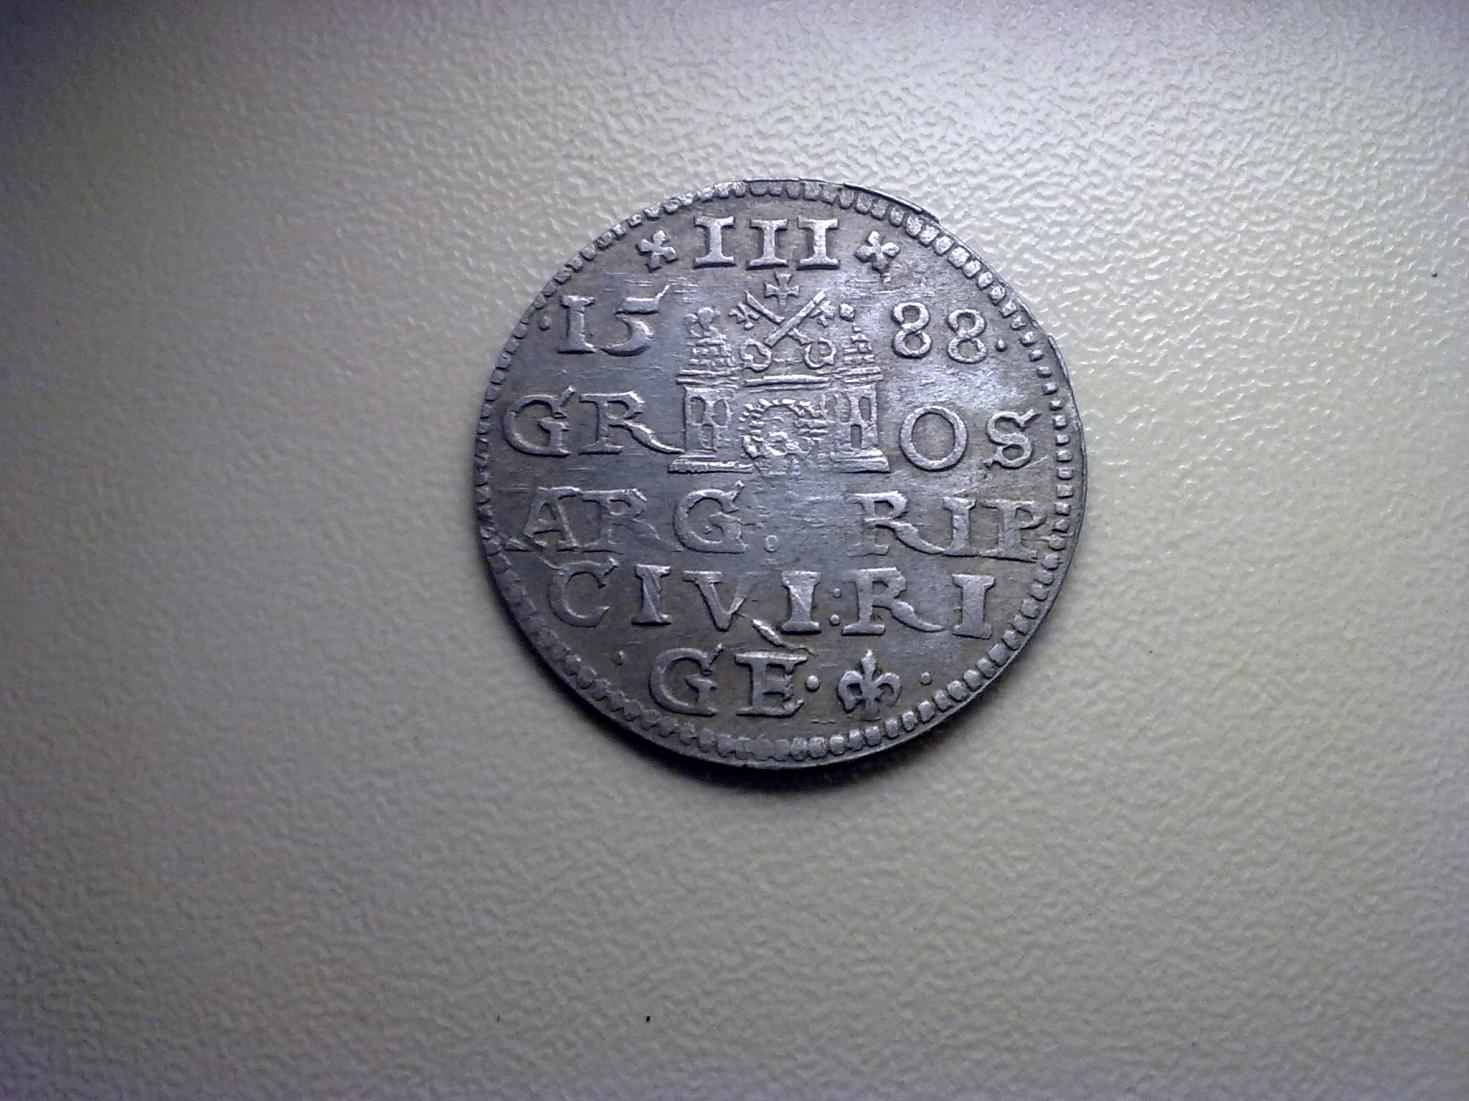 III
·15 88·
GR OS
ARG: RIP
CIVI:RI
·GE·